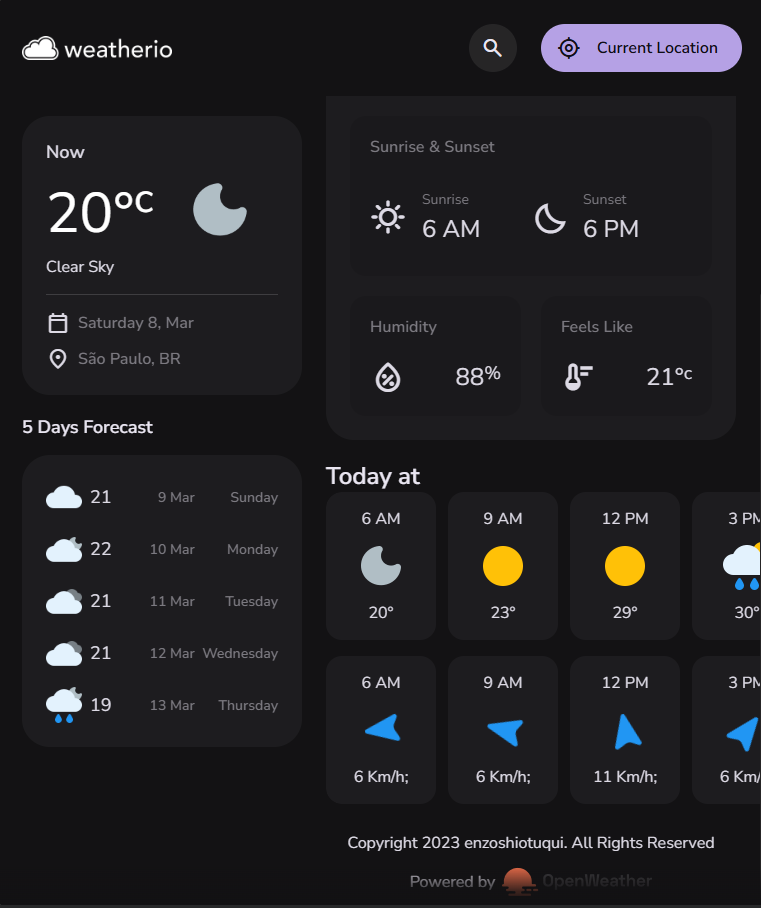 weatherio
Current Location
Now
20°c
Clear Sky
Saturday 8, Mar
São Paulo, BR
5 Days Forecast
21 9 Mar Sunday
22 10 Mar Monday
21 11 Mar Tuesday
21 12 Mar Wednesday
19 13 Mar Thursday
Sunrise & Sunset
Sunrise
6 AM
Sunset
6 PM
Humidity
88%
Feels Like
21°c
Today at
6 AM 9 AM 12 PM 3 PM
20° 23° 29° 30°
6 AM 9 AM 12 PM 3 PM
6 Km/h; 6 Km/h; 11 Km/h; 6 Km/
Copyright 2023 enzoshiotuqui. All Rights Reserved
Powered by OpenWeather